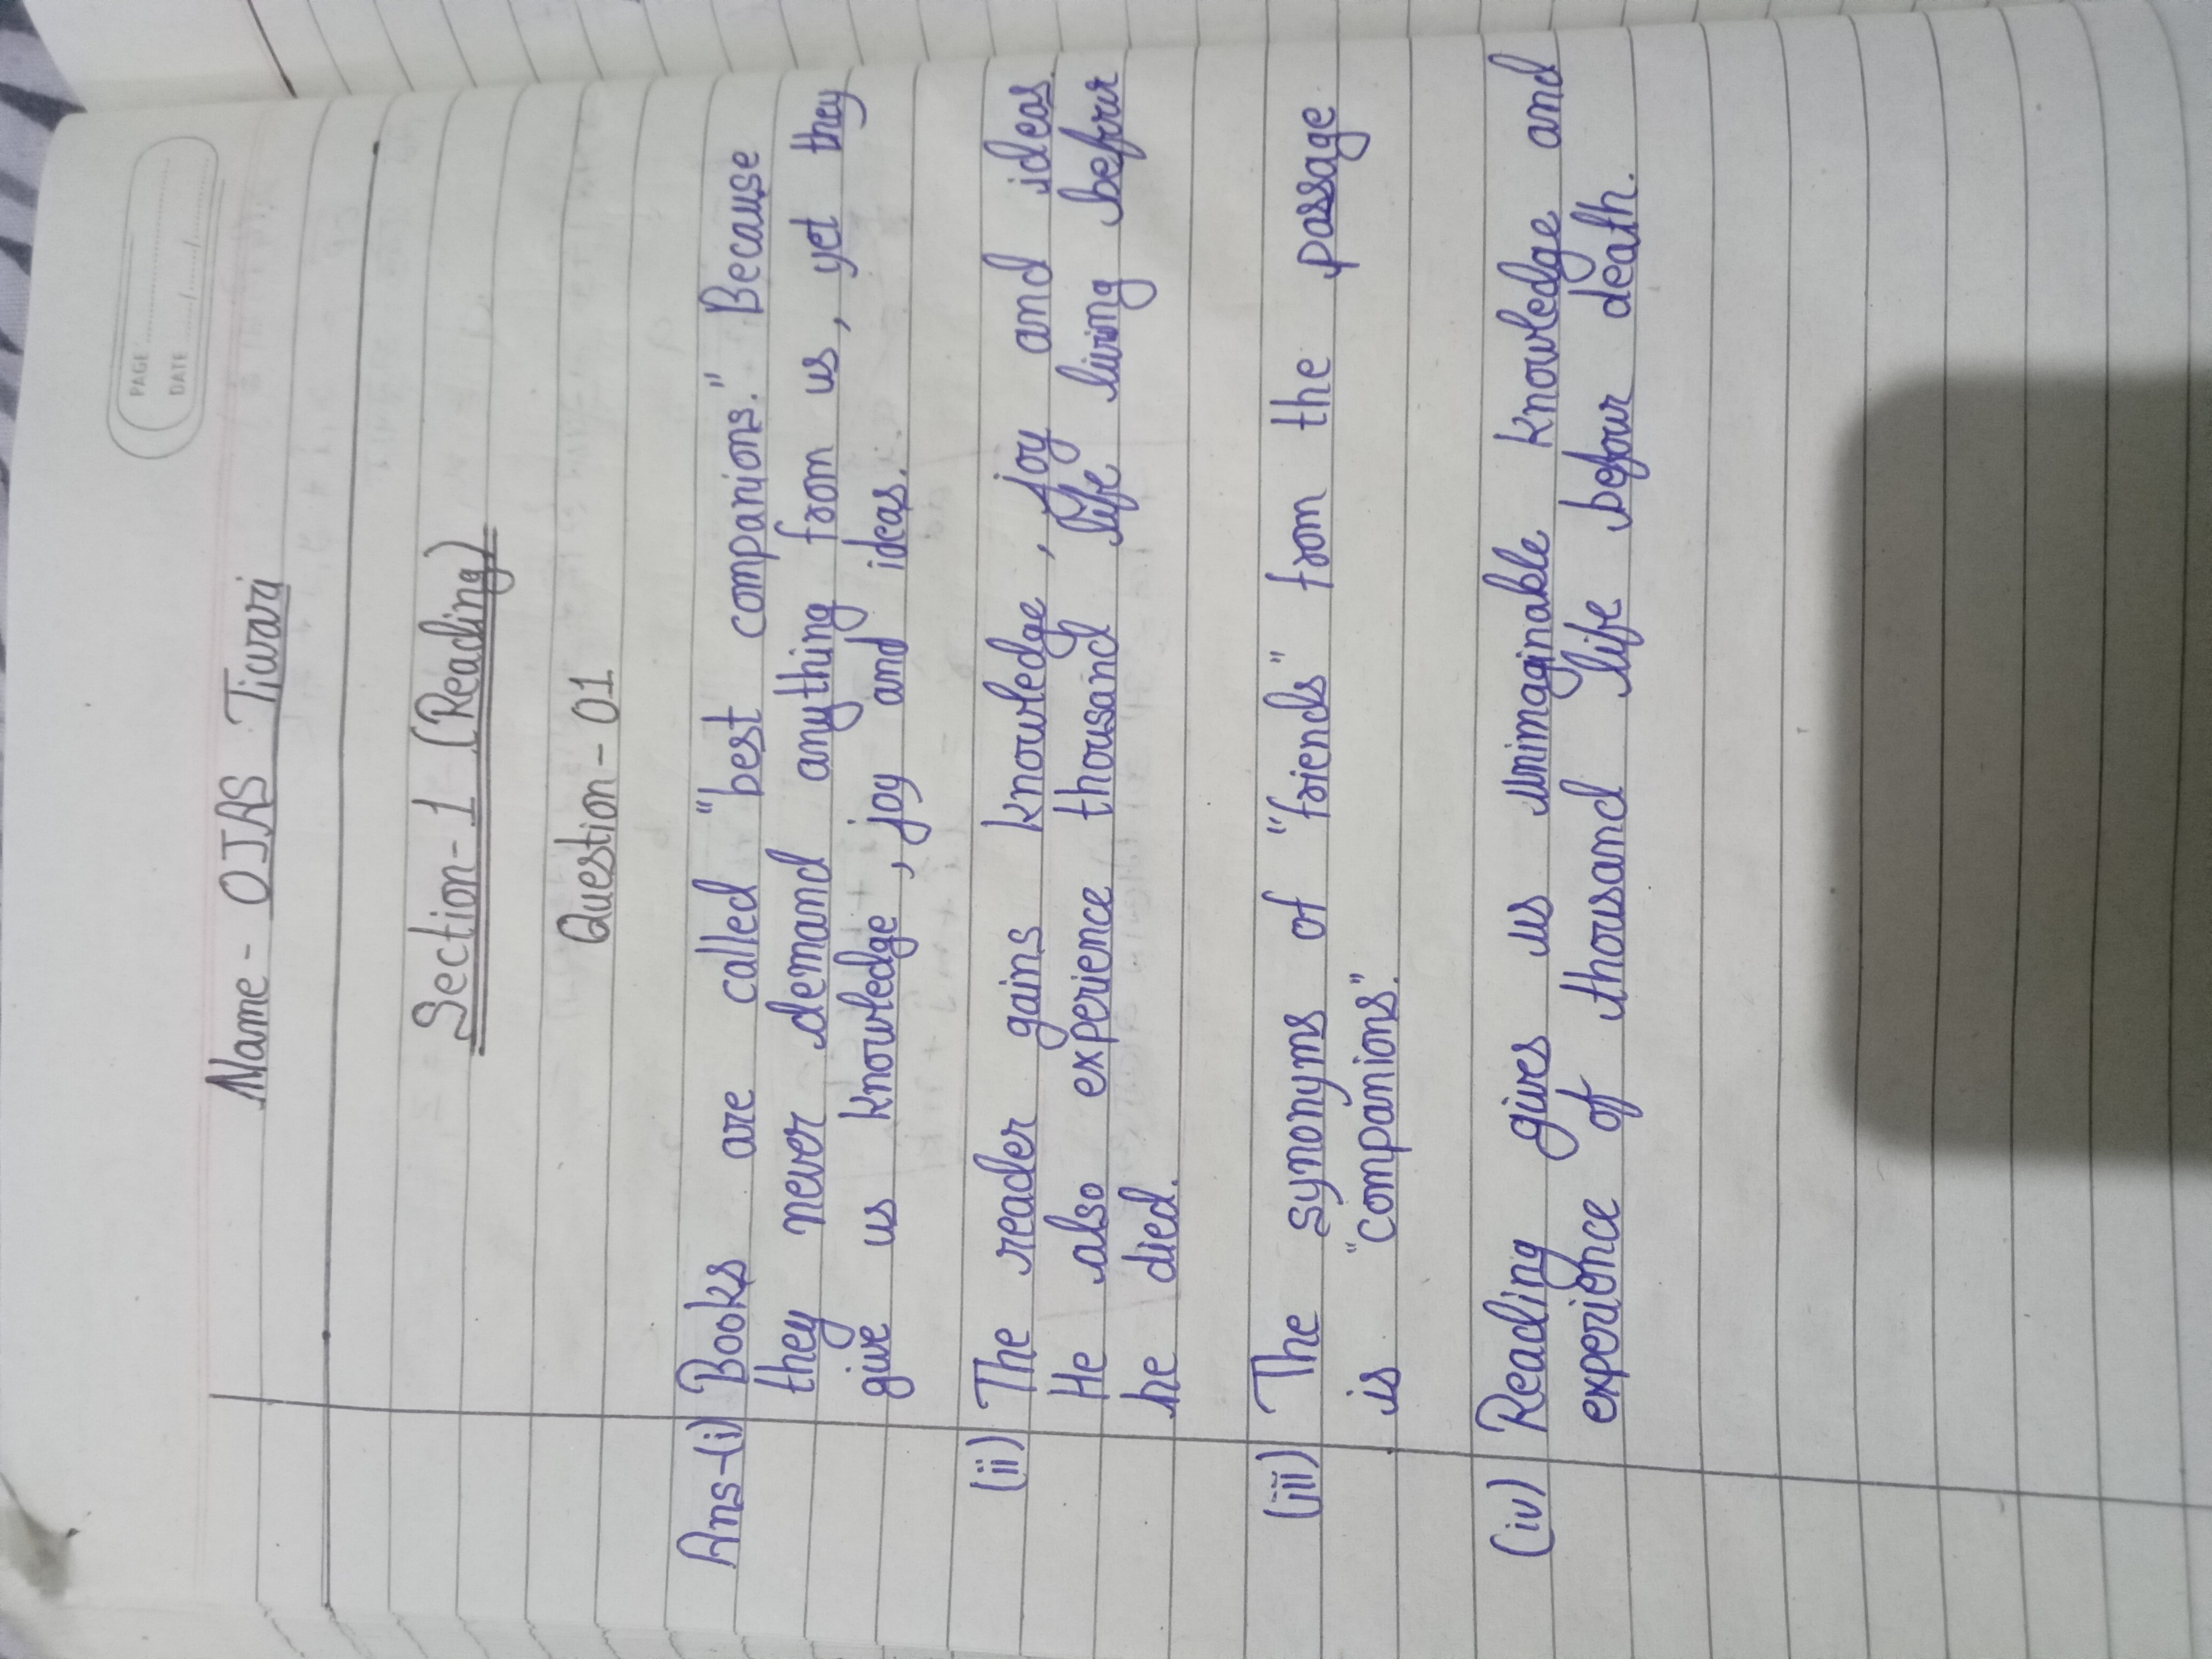 PAGE
DATE
Name - OJAS Tiwari
Section-1 (Reading)
Question - 01
Ans-(i) Books are called "best companions." Because
they never demand anything from us, yet they
give us knowledge, joy and ideas.
(ii) The reader gains knowledge, joy and ideas.
He also experience thousand life living befour
he died.
(iii) The synonyms of "friends" from the passage
is "companions".
(iv) Reading gives us unimaginable knowledge and
experience of thousand life befour death.